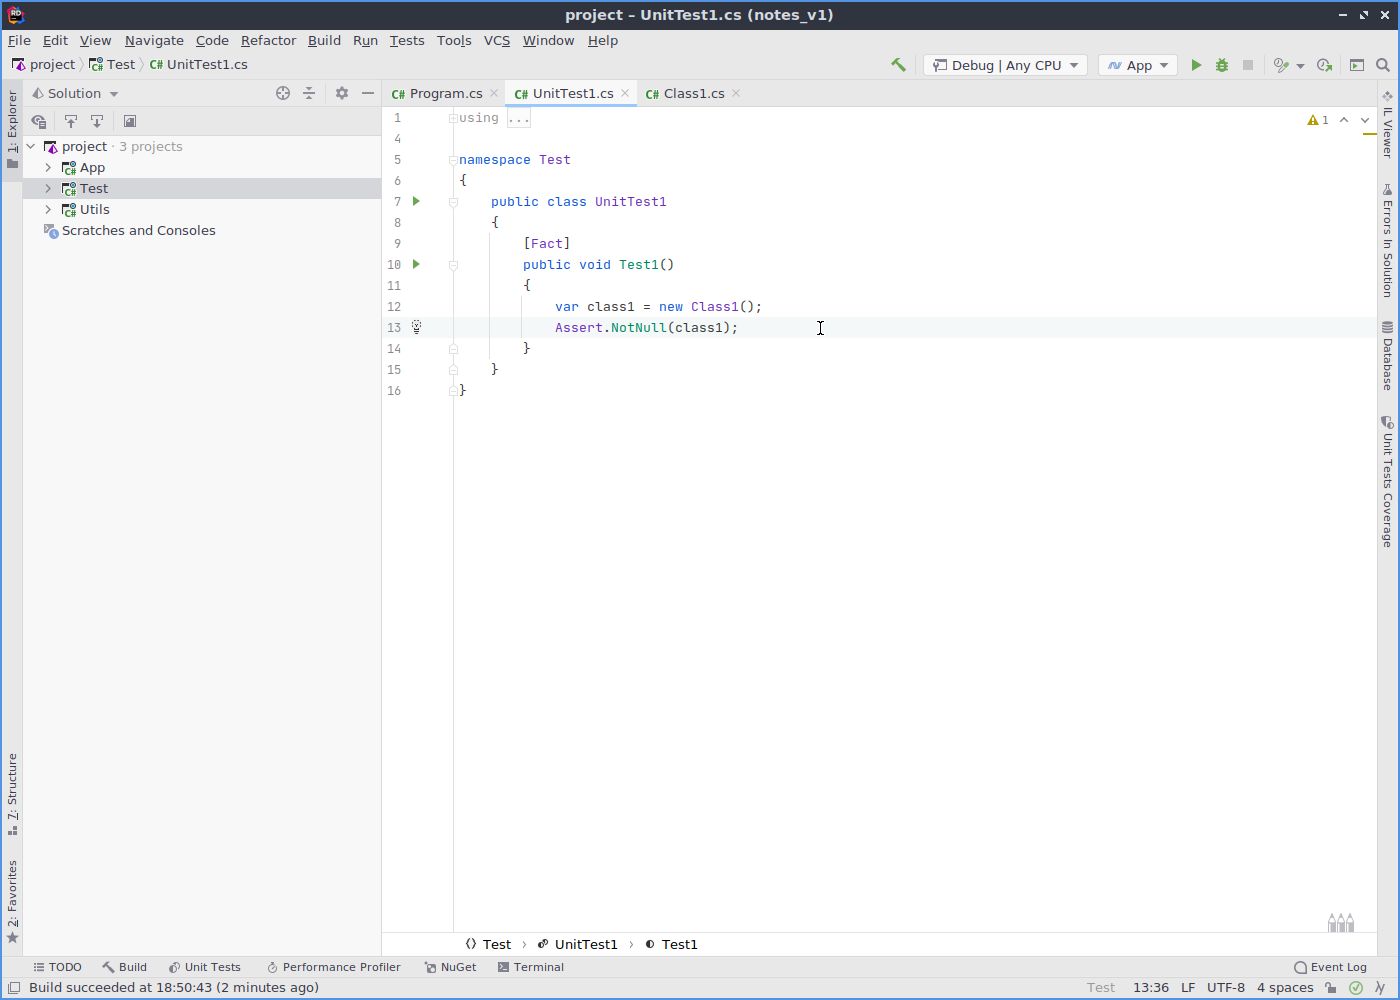 project – UnitTest1.cs (notes_v1)
File Edit View Navigate Code Refactor Build Run Tests Tools VCS Window Help
project Test C# UnitTest1.cs Debug | Any CPU App
1: Explorer
Solution
project · 3 projects
C# App
C# Test
C# Utils
Scratches and Consoles
7: Structure
2: Favorites
C# Program.cs C# UnitTest1.cs C# Class1.cs
1 using ...
4
5 namespace Test
6 {
7 public class UnitTest1
8 {
9 [Fact]
10 public void Test1()
11 {
12 var class1 = new Class1();
13 Assert.NotNull(class1);
14 }
15 }
16 }
1
IL Viewer
Errors In Solution
Database
Unit Tests Coverage
Test UnitTest1 Test1
TODO Build Unit Tests Performance Profiler NuGet Terminal Event Log
Build succeeded at 18:50:43 (2 minutes ago) Test 13:36 LF UTF-8 4 spaces